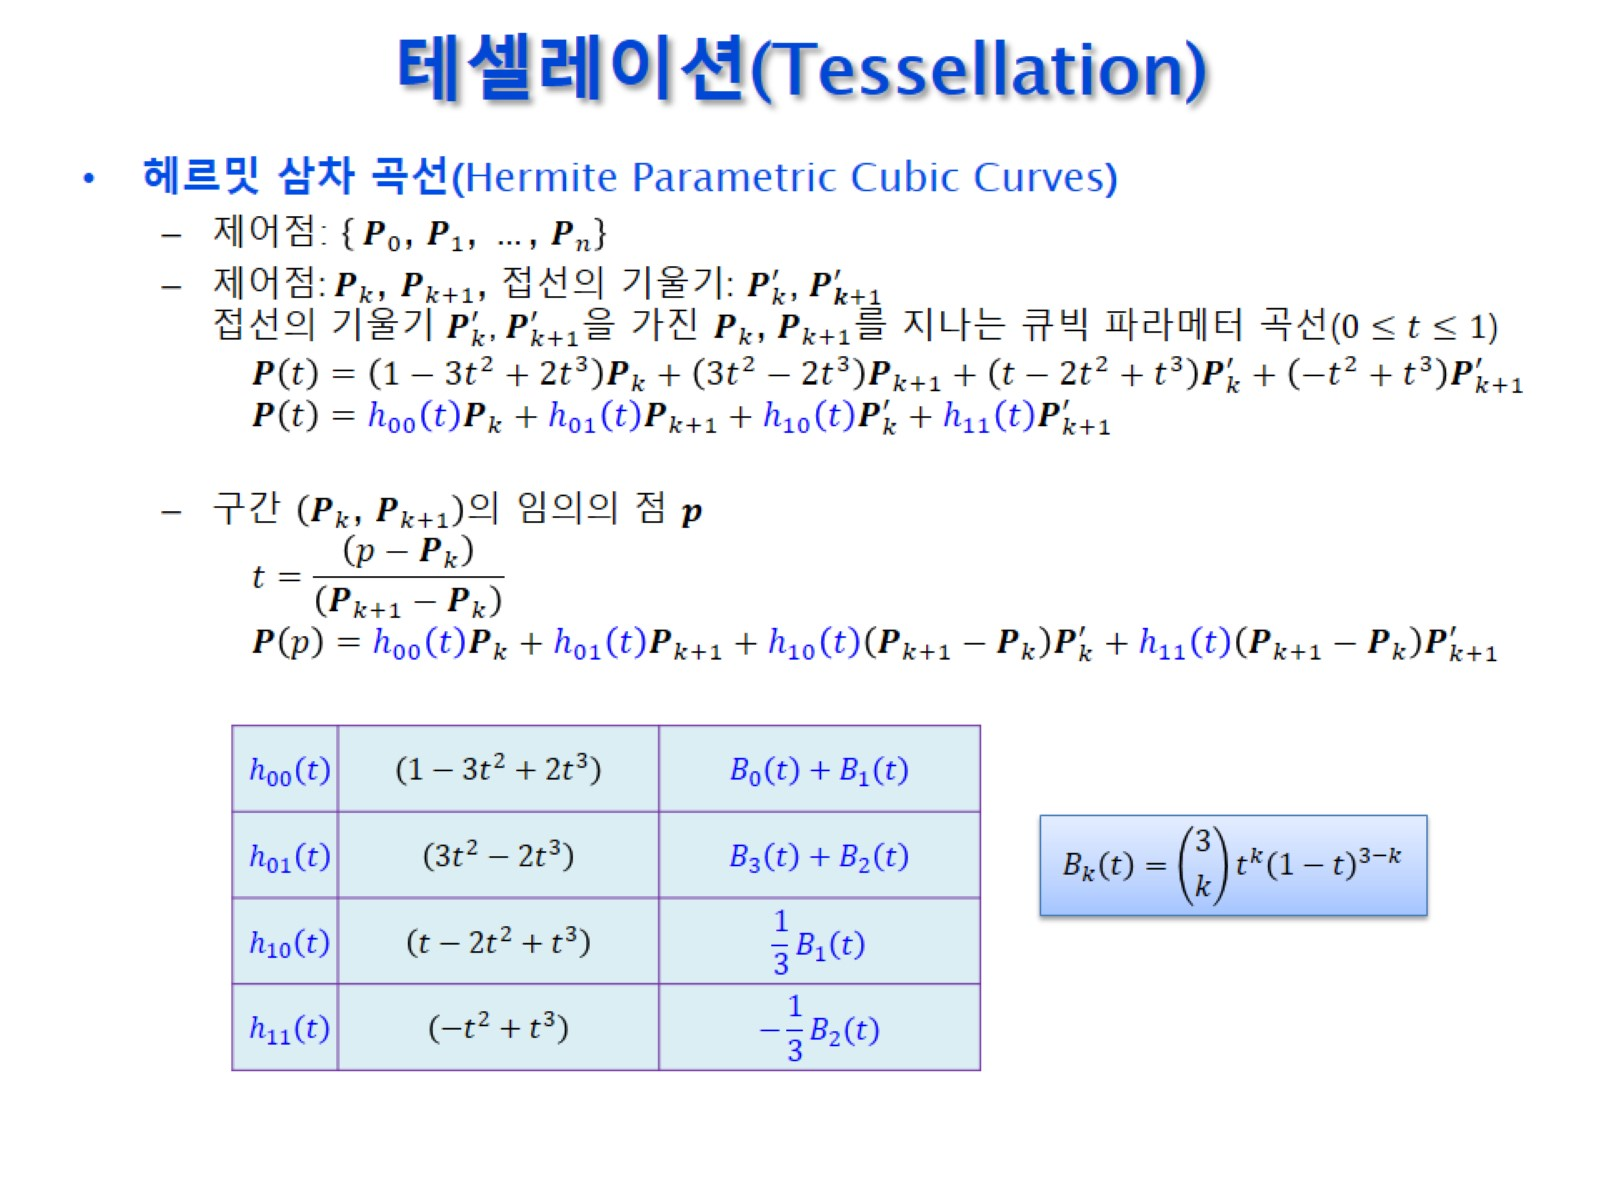 테셀레이션(Tessellation)
• 헤르밋 삼차 곡선(Hermite Parametric Cubic Curves)
– 제어점: { P₀, P₁, …, Pₙ}
– 제어점: Pₖ, Pₖ₊₁, 접선의 기울기: P′ₖ, P′ₖ₊₁
접선의 기울기 P′ₖ, P′ₖ₊₁을 가진 Pₖ, Pₖ₊₁를 지나는 큐빅 파라메터 곡선(0 ≤ t ≤ 1)
P(t) = (1 − 3t² + 2t³)Pₖ + (3t² − 2t³)Pₖ₊₁ + (t − 2t² + t³)P′ₖ + (−t² + t³)P′ₖ₊₁
P(t) = h₀₀(t)Pₖ + h₀₁(t)Pₖ₊₁ + h₁₀(t)P′ₖ + h₁₁(t)P′ₖ₊₁
– 구간 (Pₖ, Pₖ₊₁)의 임의의 점 p
t = (p − Pₖ) / (Pₖ₊₁ − Pₖ)
P(p) = h₀₀(t)Pₖ + h₀₁(t)Pₖ₊₁ + h₁₀(t)(Pₖ₊₁ − Pₖ)P′ₖ + h₁₁(t)(Pₖ₊₁ − Pₖ)P′ₖ₊₁
h₀₀(t) (1 − 3t² + 2t³) B₀(t) + B₁(t)
h₀₁(t) (3t² − 2t³) B₃(t) + B₂(t)
h₁₀(t) (t − 2t² + t³) 1/3 B₁(t)
h₁₁(t) (−t² + t³) −1/3 B₂(t)
Bₖ(t) = (3 k) tᵏ(1 − t)³⁻ᵏ